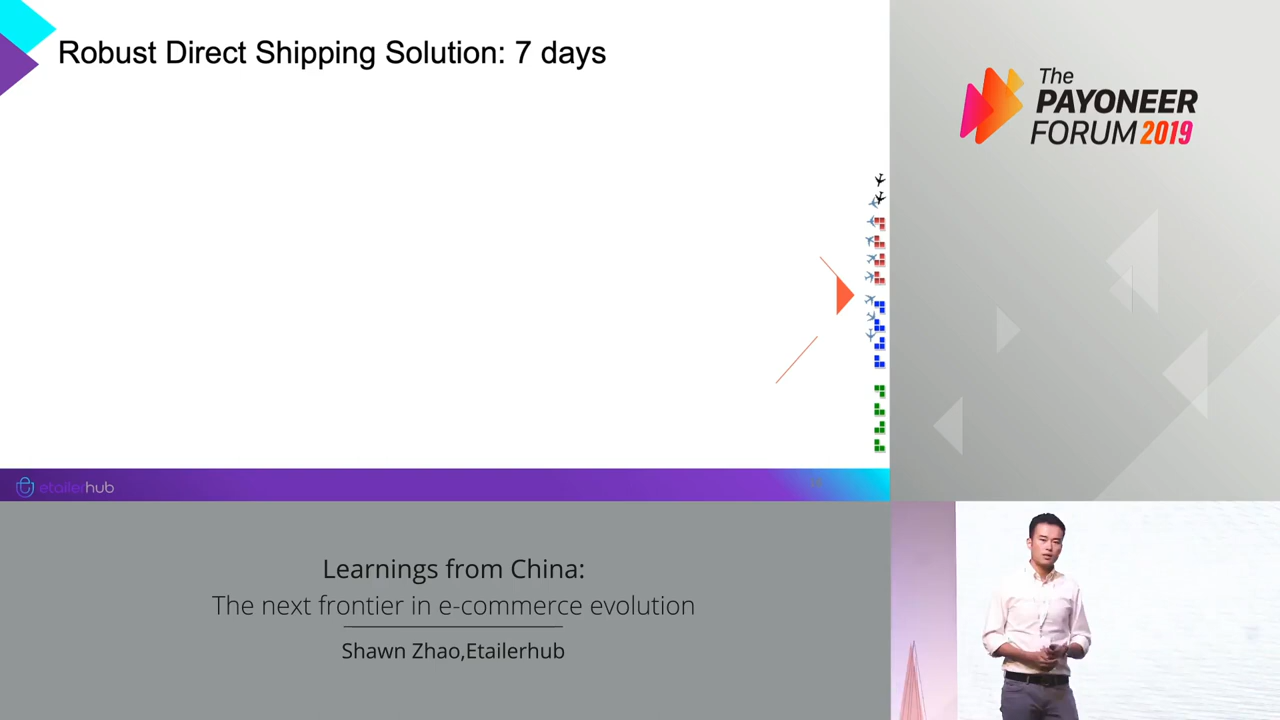 Robust Direct Shipping Solution: 7 days
The
PAYONEER
FORUM 2019
etailerhub
Learnings from China:
The next frontier in e-commerce evolution
Shawn Zhao,Etailerhub